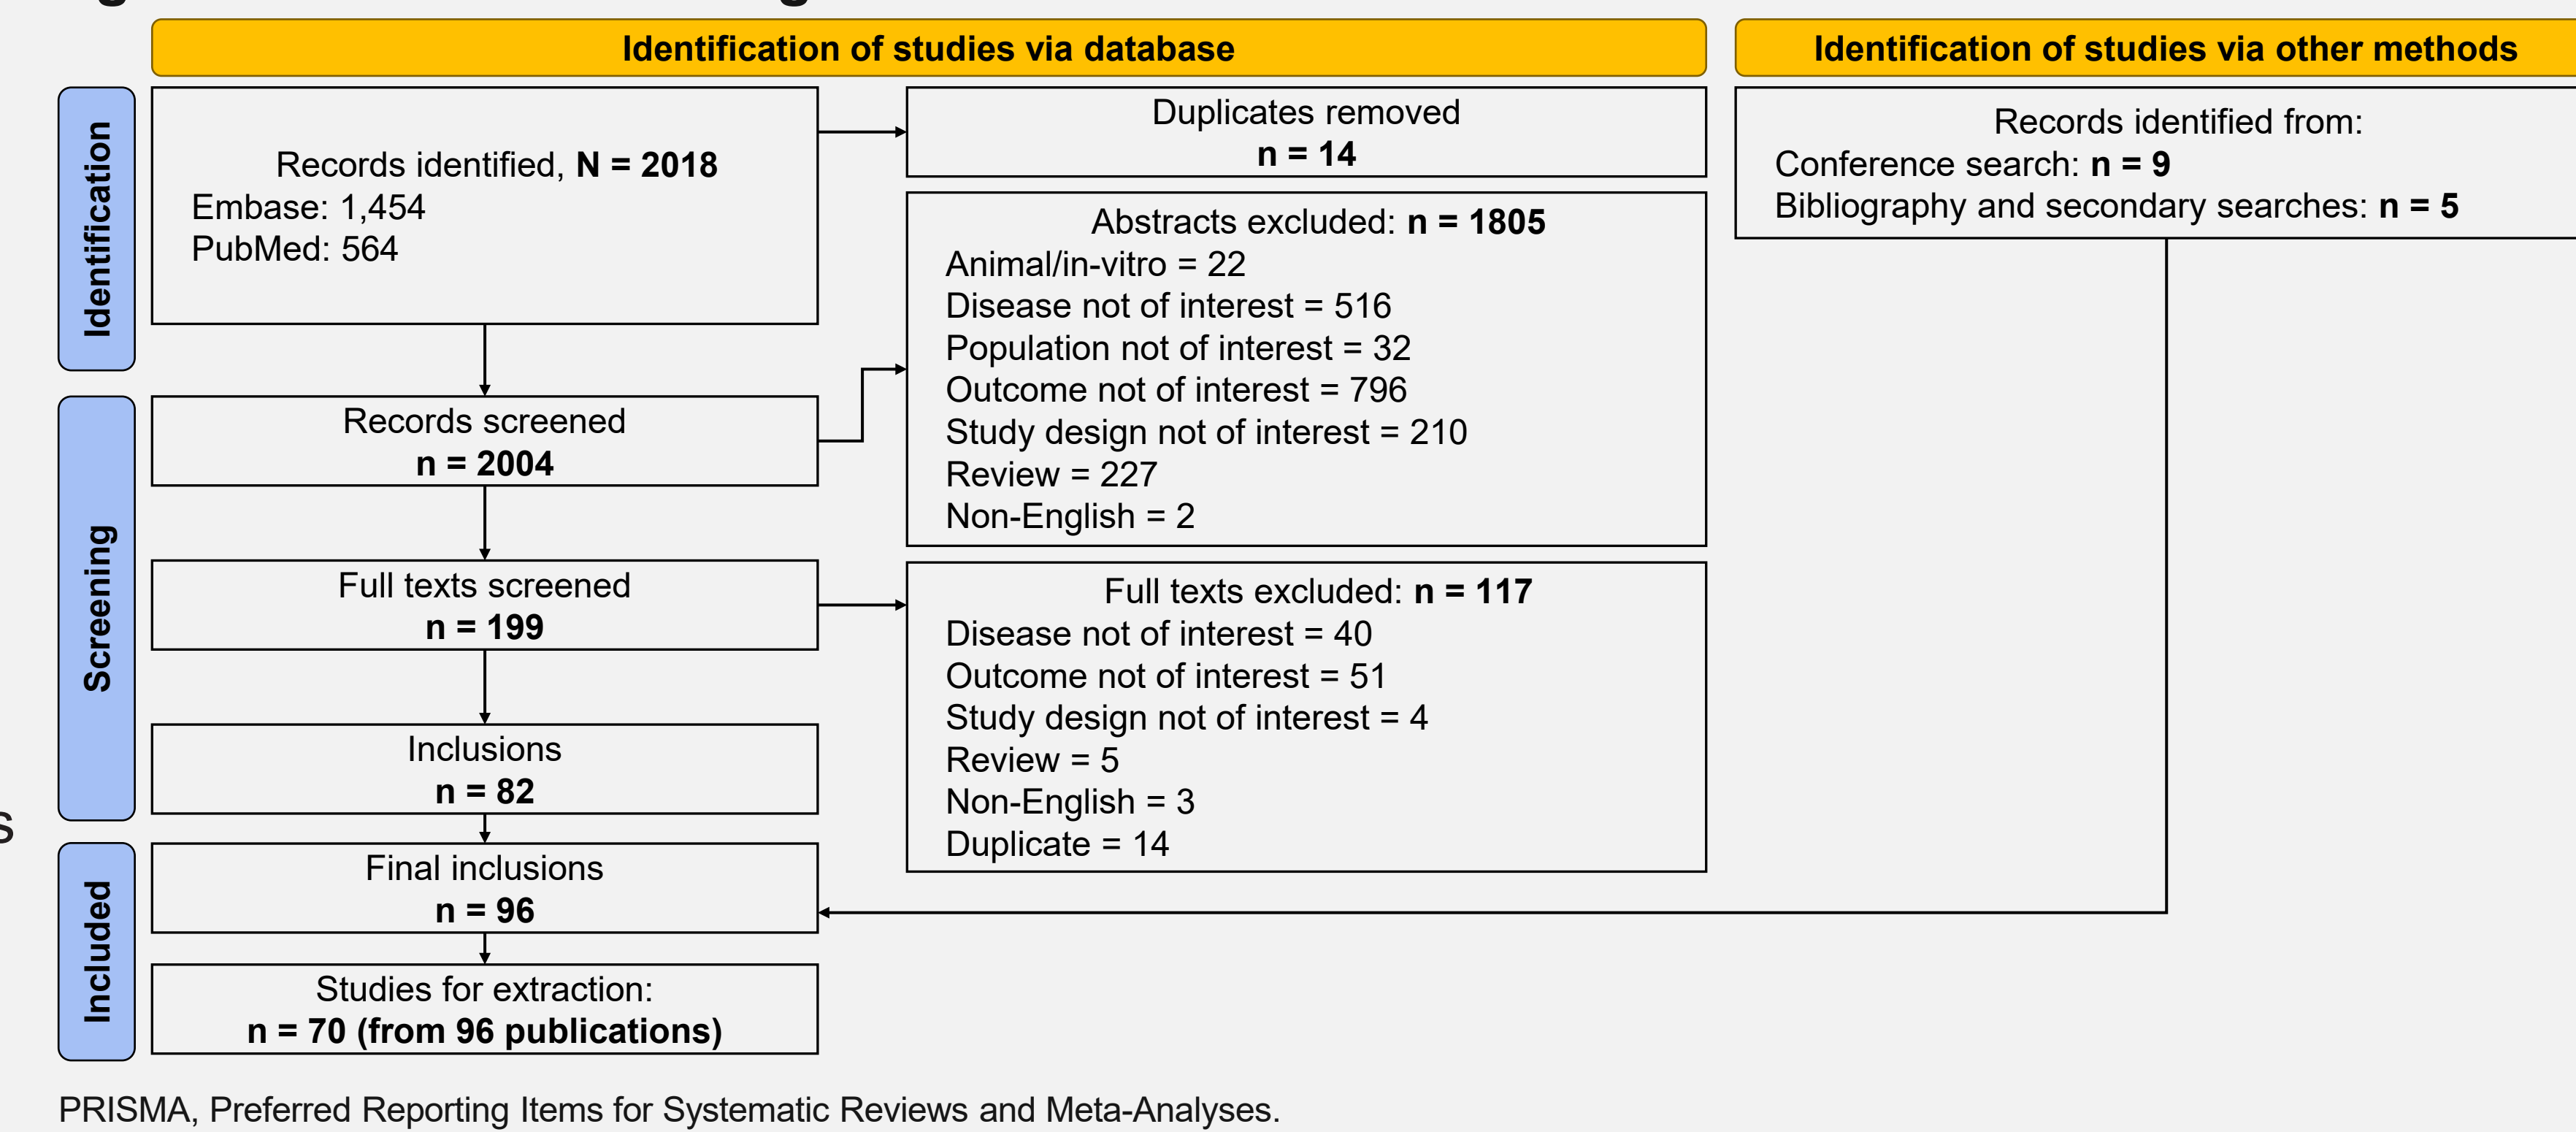 Identification of studies via database
Identification of studies via other methods
Identification
Records identified, N = 2018
Embase: 1,454
PubMed: 564
Duplicates removed
n = 14
Records identified from:
Conference search: n = 9
Bibliography and secondary searches: n = 5
Abstracts excluded: n = 1805
Animal/in-vitro = 22
Disease not of interest = 516
Population not of interest = 32
Outcome not of interest = 796
Study design not of interest = 210
Review = 227
Non-English = 2
Screening
Records screened
n = 2004
Full texts screened
n = 199
Full texts excluded: n = 117
Disease not of interest = 40
Outcome not of interest = 51
Study design not of interest = 4
Review = 5
Non-English = 3
Duplicate = 14
Inclusions
n = 82
Included
Final inclusions
n = 96
Studies for extraction:
n = 70 (from 96 publications)
PRISMA, Preferred Reporting Items for Systematic Reviews and Meta-Analyses.